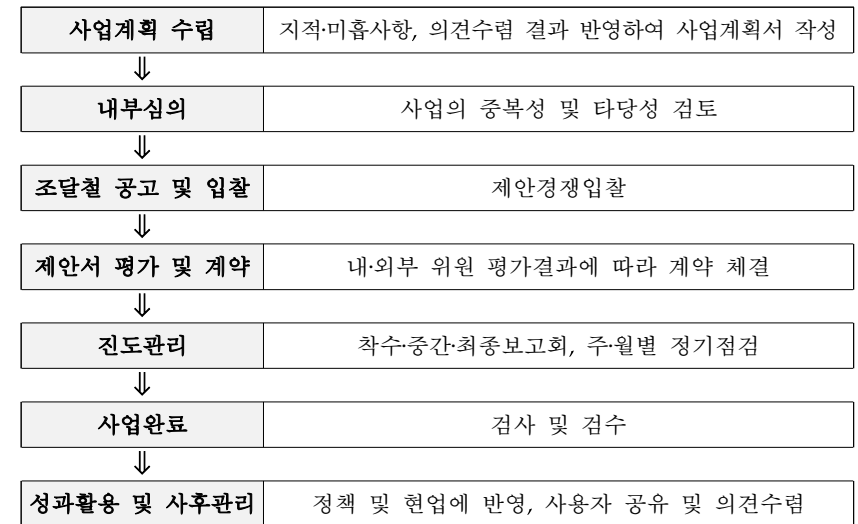 사업계획 수립 지적·미흡사항, 의견수렴 결과 반영하여 사업계획서 작성
⇓
내부심의 사업의 중복성 및 타당성 검토
⇓
조달철 공고 및 입찰 제안경쟁입찰
⇓
제안서 평가 및 계약 내·외부 위원 평가결과에 따라 계약 체결
⇓
진도관리 착수·중간·최종보고회, 주·월별 정기점검
⇓
사업완료 검사 및 검수
⇓
성과활용 및 사후관리 정책 및 현업에 반영, 사용자 공유 및 의견수렴